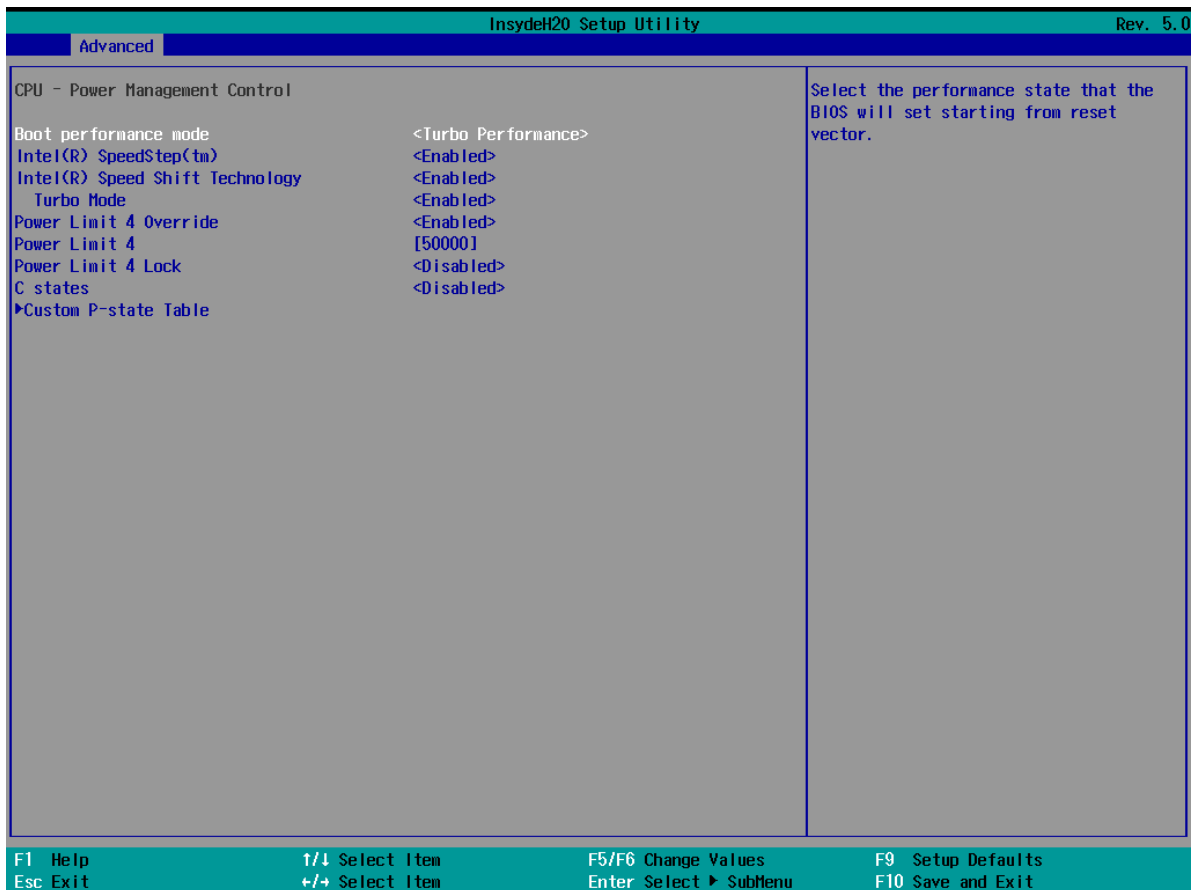 InsydeH20 Setup Utility Rev. 5.0
Advanced
CPU - Power Management Control
Boot performance mode <Turbo Performance>
Intel(R) SpeedStep(tm) <Enabled>
Intel(R) Speed Shift Technology <Enabled>
Turbo Mode <Enabled>
Power Limit 4 Override <Enabled>
Power Limit 4 [50000]
Power Limit 4 Lock <Disabled>
C states <Disabled>
▶Custom P-state Table
Select the performance state that the
BIOS will set starting from reset
vector.
F1 Help ↑/↓ Select Item F5/F6 Change Values F9 Setup Defaults
Esc Exit ←/→ Select Item Enter Select ▶ SubMenu F10 Save and Exit